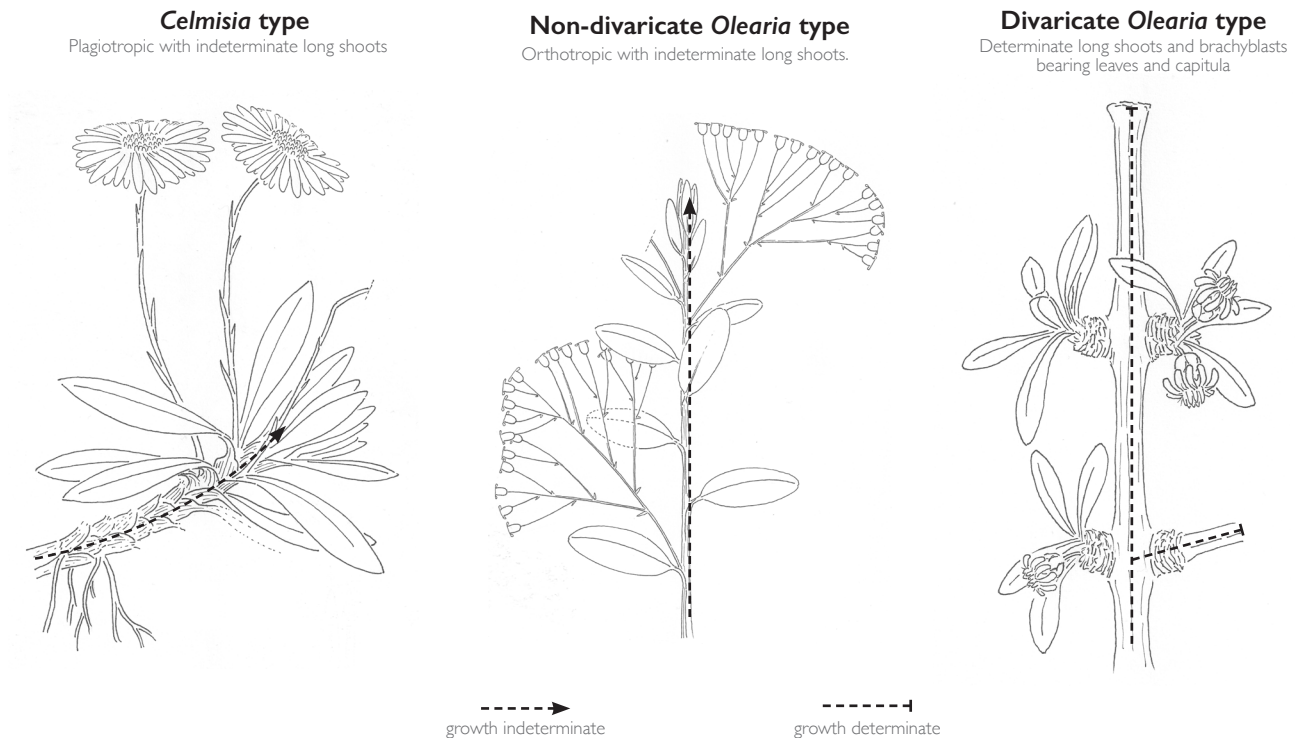 Celmisia type
Plagiotropic with indeterminate long shoots
Non-divaricate Olearia type
Orthotropic with indeterminate long shoots.
Divaricate Olearia type
Determinate long shoots and brachyblasts
bearing leaves and capitula
growth indeterminate
growth determinate